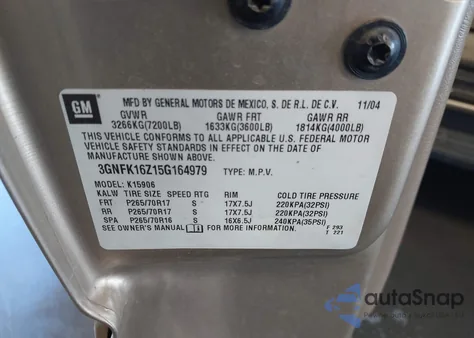 GM MFD BY GENERAL MOTORS DE MEXICO, S. DE R.L. DE C.V. 11/04
GVWR GAWR FRT GAWR RR
3266KG(7200LB) 1633KG(3600LB) 1814KG(4000LB)
THIS VEHICLE CONFORMS TO ALL APPLICABLE U.S. FEDERAL MOTOR
VEHICLE SAFETY STANDARDS IN EFFECT ON THE DATE OF
MANUFACTURE SHOWN ABOVE.
3GNFK16Z15G164979 TYPE: M.P.V.
MODEL: K15906
KALW TIRE SIZE SPEED RTG RIM COLD TIRE PRESSURE
FRT P265/70R17 S 17X7.5J 220KPA(32PSI)
RR P265/70R17 S 17X7.5J 220KPA(32PSI)
SPA P265/70R16 S 16X6.5J 240KPA(35PSI)
SEE OWNER'S MANUAL FOR MORE INFORMATION. F 293
T 221
autoSnap